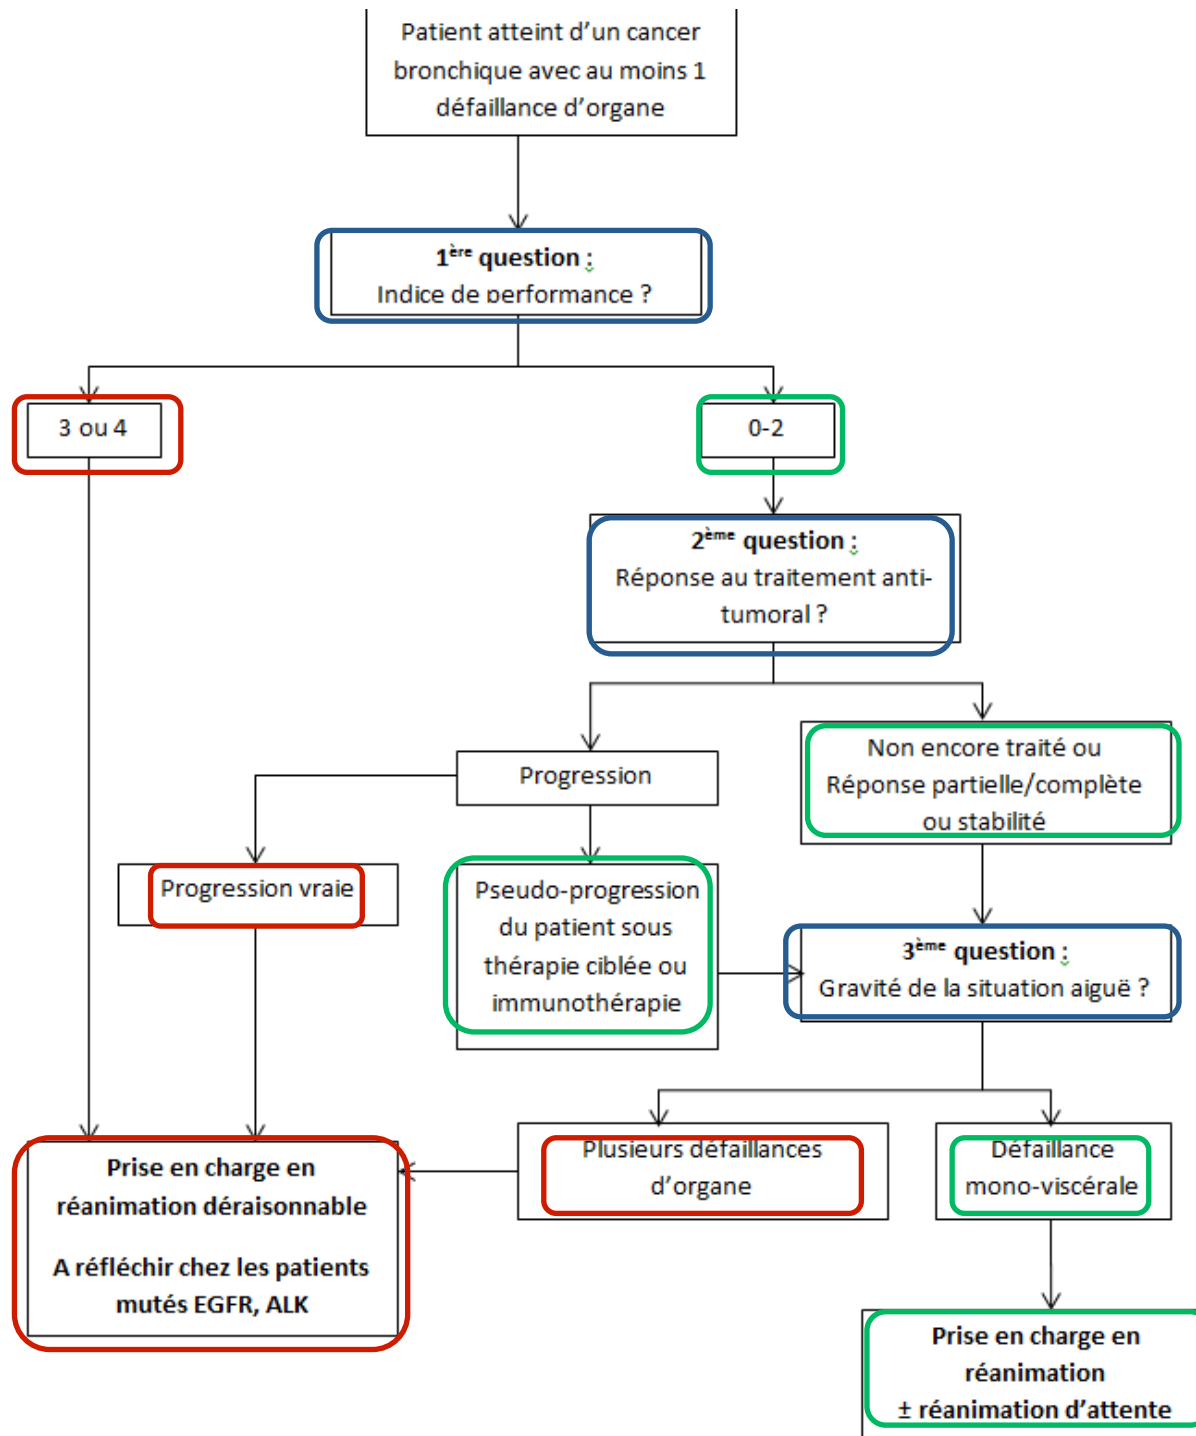 Patient atteint d’un cancer
bronchique avec au moins 1
défaillance d’organe
1ère question :
Indice de performance ?
3 ou 4
0-2
2ème question :
Réponse au traitement anti-
tumoral ?
Progression
Non encore traité ou
Réponse partielle/complète
ou stabilité
Progression vraie
Pseudo-progression
du patient sous
thérapie ciblée ou
immunothérapie
3ème question :
Gravité de la situation aiguë ?
Plusieurs défaillances
d’organe
Défaillance
mono-viscérale
Prise en charge en
réanimation déraisonnable
A réfléchir chez les patients
mutés EGFR, ALK
Prise en charge en
réanimation
± réanimation d’attente